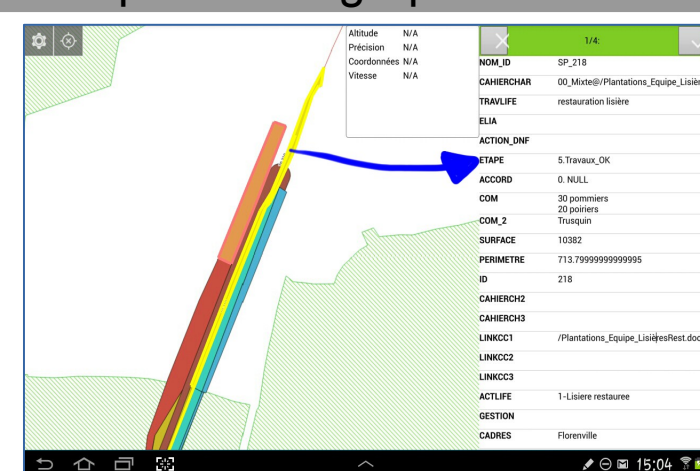 Altitude N/A
Précision N/A
Coordonnées N/A
Vitesse N/A
1/4:
NOM_ID SP_218
CAHIERCHAR 00_Mixte@/Plantations_Equipe_Lisièr
TRAVLIFE restauration lisière
ELIA
ACTION_DNF
ETAPE 5.Travaux_OK
ACCORD 0. NULL
COM 30 pommiers
20 poiriers
COM_2 Trusquin
SURFACE 10382
PERIMETRE 713.79999999999995
ID 218
CAHIERCH2
CAHIERCH3
LINKCC1 /Plantations_Equipe_LisièresRest.doc
LINKCC2
LINKCC3
ACTLIFE 1-Lisiere restauree
GESTION
CADRES Florenville
15:04